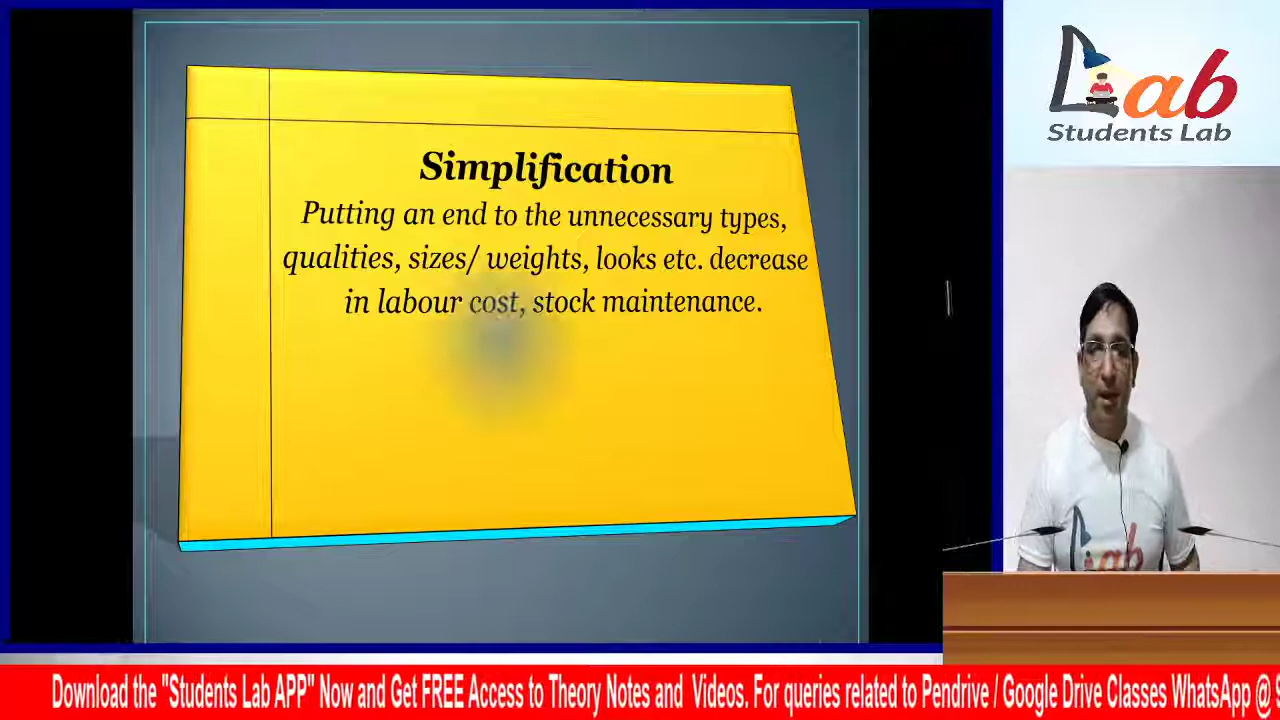 Simplification
Putting an end to the unnecessary types,
qualities, sizes/ weights, looks etc. decrease
in labour cost, stock maintenance.
Lab
Students Lab
Lab
Download the "Students Lab APP" Now and Get FREE Access to Theory Notes and Videos. For queries related to Pendrive / Google Drive Classes WhatsApp @